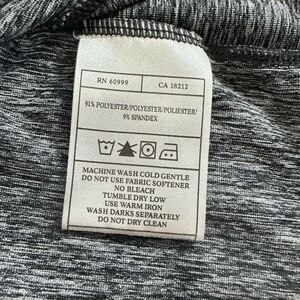 RN 60999 CA 18212
91% POLYESTER/POLYESTER/POLIESTER/
9% SPANDEX
MACHINE WASH COLD GENTLE
DO NOT USE FABRIC SOFTENER
NO BLEACH
TUMBLE DRY LOW
USE WARM IRON
WASH DARKS SEPARATELY
DO NOT DRY CLEAN